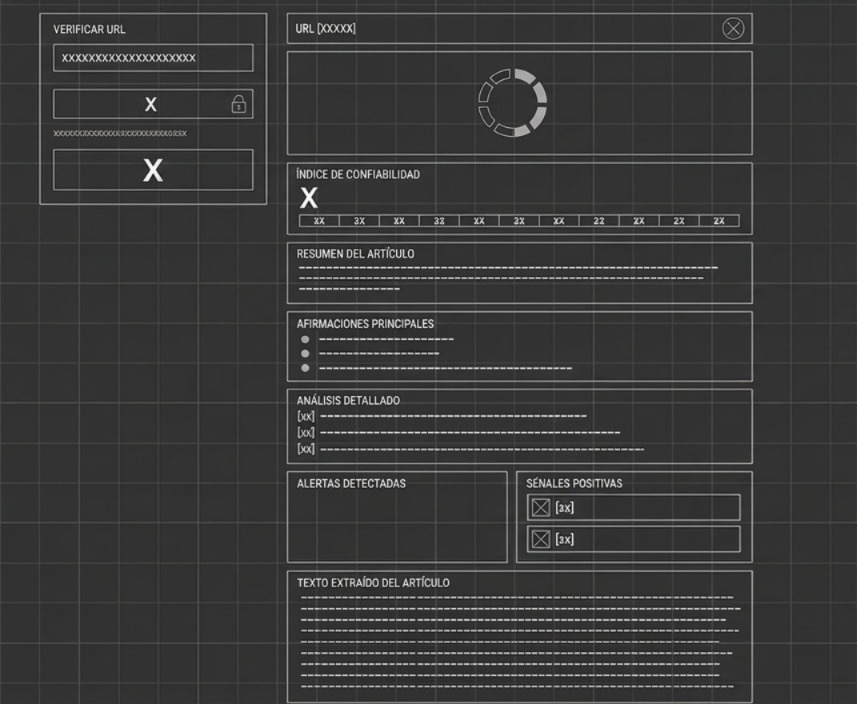 VERIFICAR URL
XXXXXXXXXXXXXXXXXXXX
X
X
URL [XXXXX]
ÍNDICE DE CONFIABILIDAD
X
XX 3X XX 3X XX 2X XX 22 XX 2X 2X
RESUMEN DEL ARTÍCULO
AFIRMACIONES PRINCIPALES
ANÁLISIS DETALLADO
[XX]
[XX]
[XX]
ALERTAS DETECTADAS
SÉNALES POSITIVAS
[3X]
[3X]
TEXTO EXTRAÍDO DEL ARTÍCULO